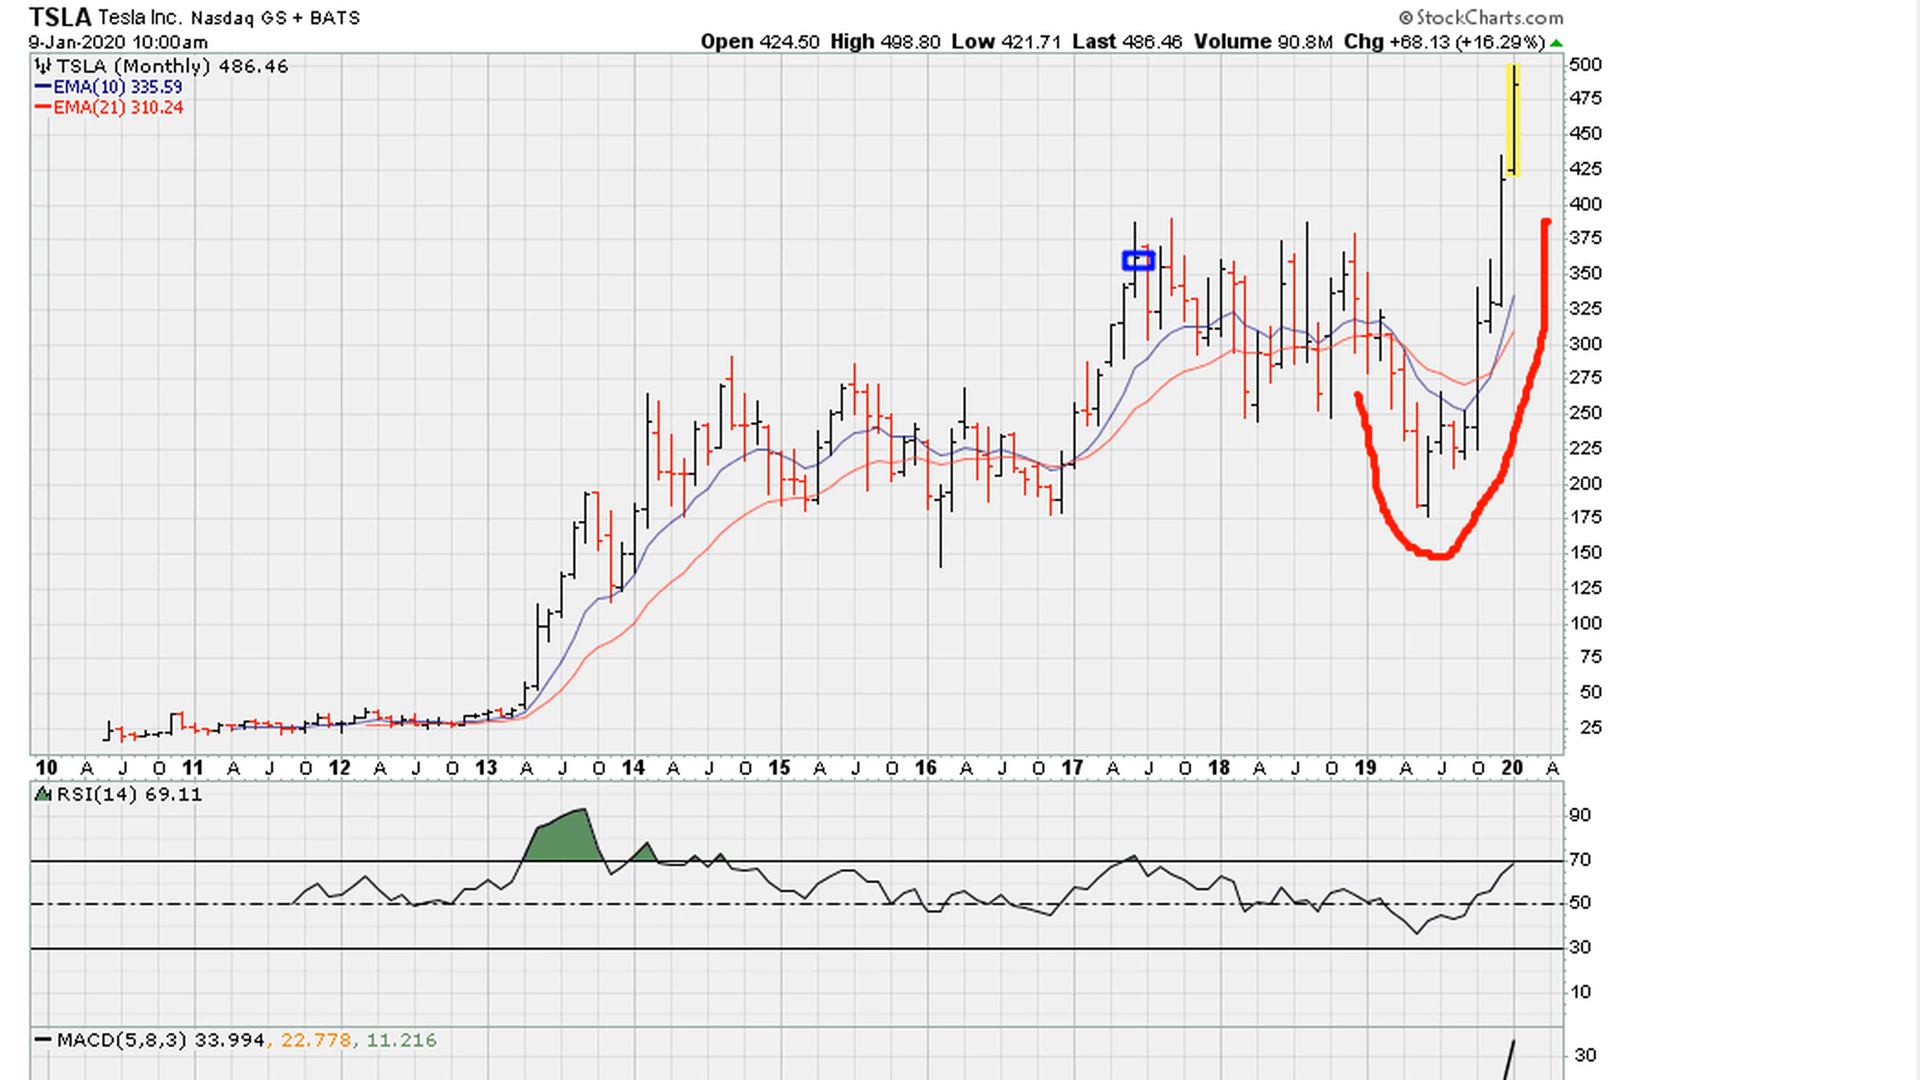 TSLA Tesla Inc. Nasdaq GS + BATS
© StockCharts.com
9-Jan-2020 10:00am
Open 424.50 High 498.80 Low 421.71 Last 486.46 Volume 90.8M Chg +68.13 (+16.29%)
TSLA (Monthly) 486.46
EMA(10) 335.59
EMA(21) 310.24
500
475
450
425
400
375
350
325
300
275
250
225
200
175
150
125
100
75
50
25
10 A J O 11 A J O 12 A J O 13 A J O 14 A J O 15 A J O 16 A J O 17 A J O 18 A J O 19 A J O 20 A
RSI(14) 69.11
90
70
50
30
10
MACD(5,8,3) 33.994, 22.778, 11.216
30